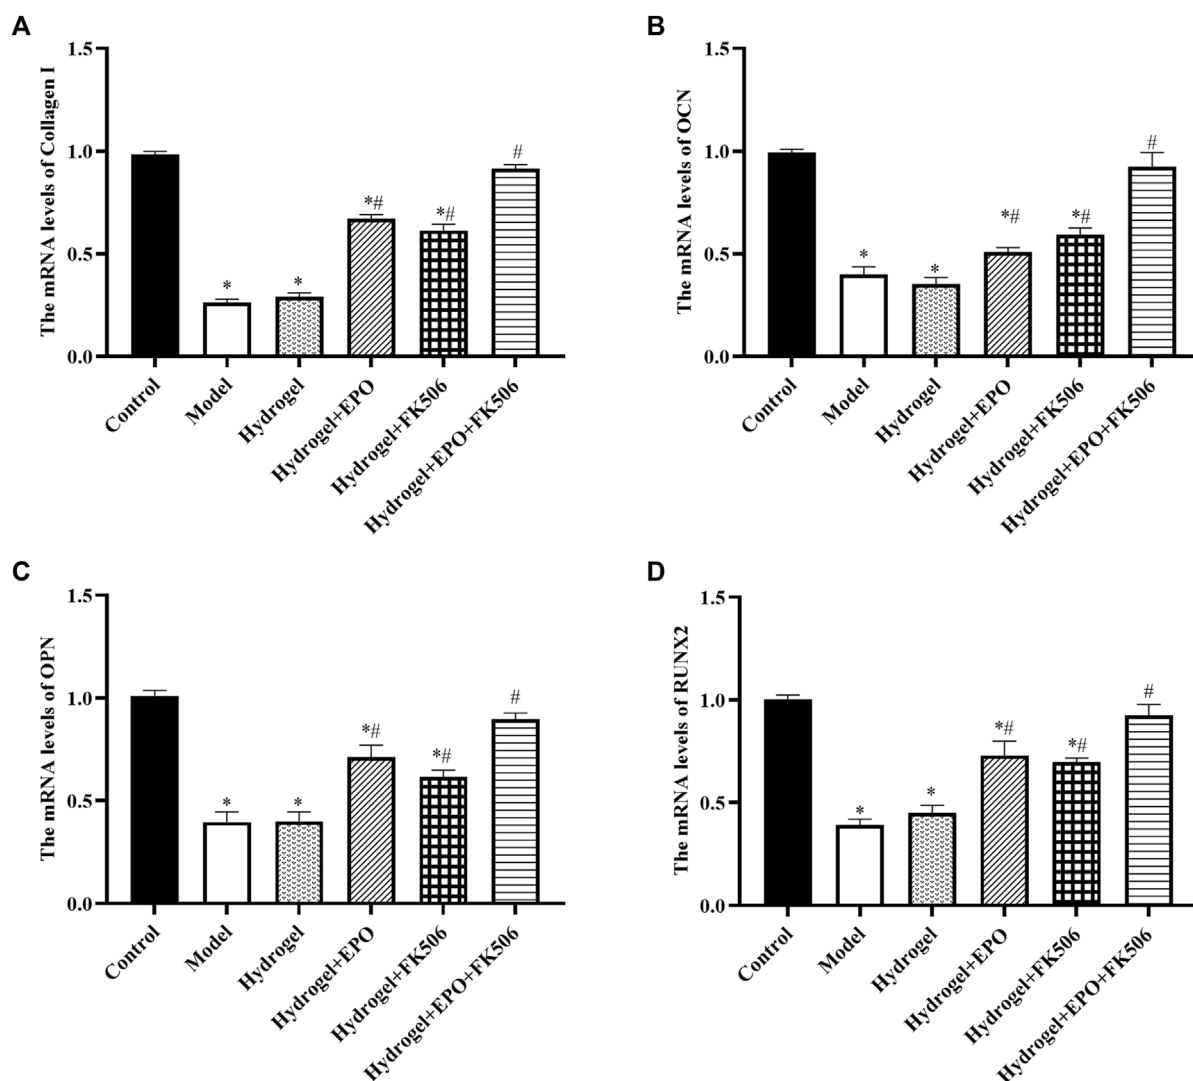 A
The mRNA levels of Collagen I
1.5
1.0
0.5
0.0
*
*
*#
*#
#
Control
Model
Hydrogel
Hydrogel+EPO
Hydrogel+FK506
Hydrogel+EPO+FK506
B
The mRNA levels of OCN
1.5
1.0
0.5
0.0
*
*
*#
*#
#
Control
Model
Hydrogel
Hydrogel+EPO
Hydrogel+FK506
Hydrogel+EPO+FK506
C
The mRNA levels of OPN
1.5
1.0
0.5
0.0
*
*
*#
*#
#
Control
Model
Hydrogel
Hydrogel+EPO
Hydrogel+FK506
Hydrogel+EPO+FK506
D
The mRNA levels of RUNX2
1.5
1.0
0.5
0.0
*
*
*#
*#
#
Control
Model
Hydrogel
Hydrogel+EPO
Hydrogel+FK506
Hydrogel+EPO+FK506